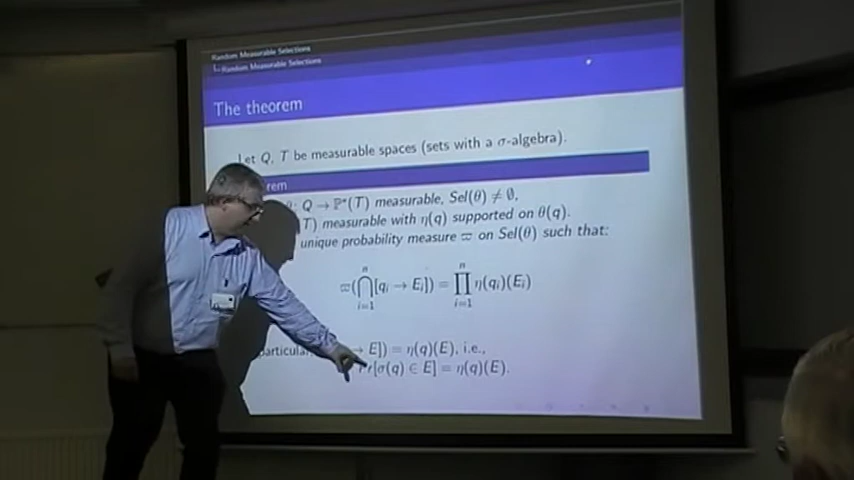 Random Measurable Selections
Random Measurable Selections
The theorem
Let Q, T be measurable spaces (sets with a σ-algebra).
rem
θ: Q → ℙ*(T) measurable, Sel(θ) ≠ ∅,
T) measurable with η(q) supported on θ(q).
unique probability measure ϖ on Sel(θ) such that:
ϖ(⋂ⁿᵢ₌₁[qᵢ → Eᵢ]) = ∏ⁿᵢ₌₁ η(qᵢ)(Eᵢ)
particular, → E]) = η(q)(E), i.e.,
[σ(q) ∈ E] = η(q)(E).